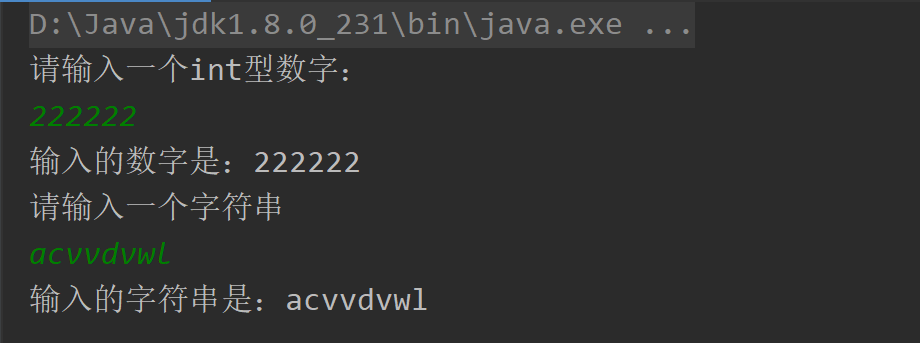 D:\Java\jdk1.8.0_231\bin\java.exe ...
请输入一个int型数字：
222222
输入的数字是：222222
请输入一个字符串
acvvdvwl
输入的字符串是：acvvdvwl